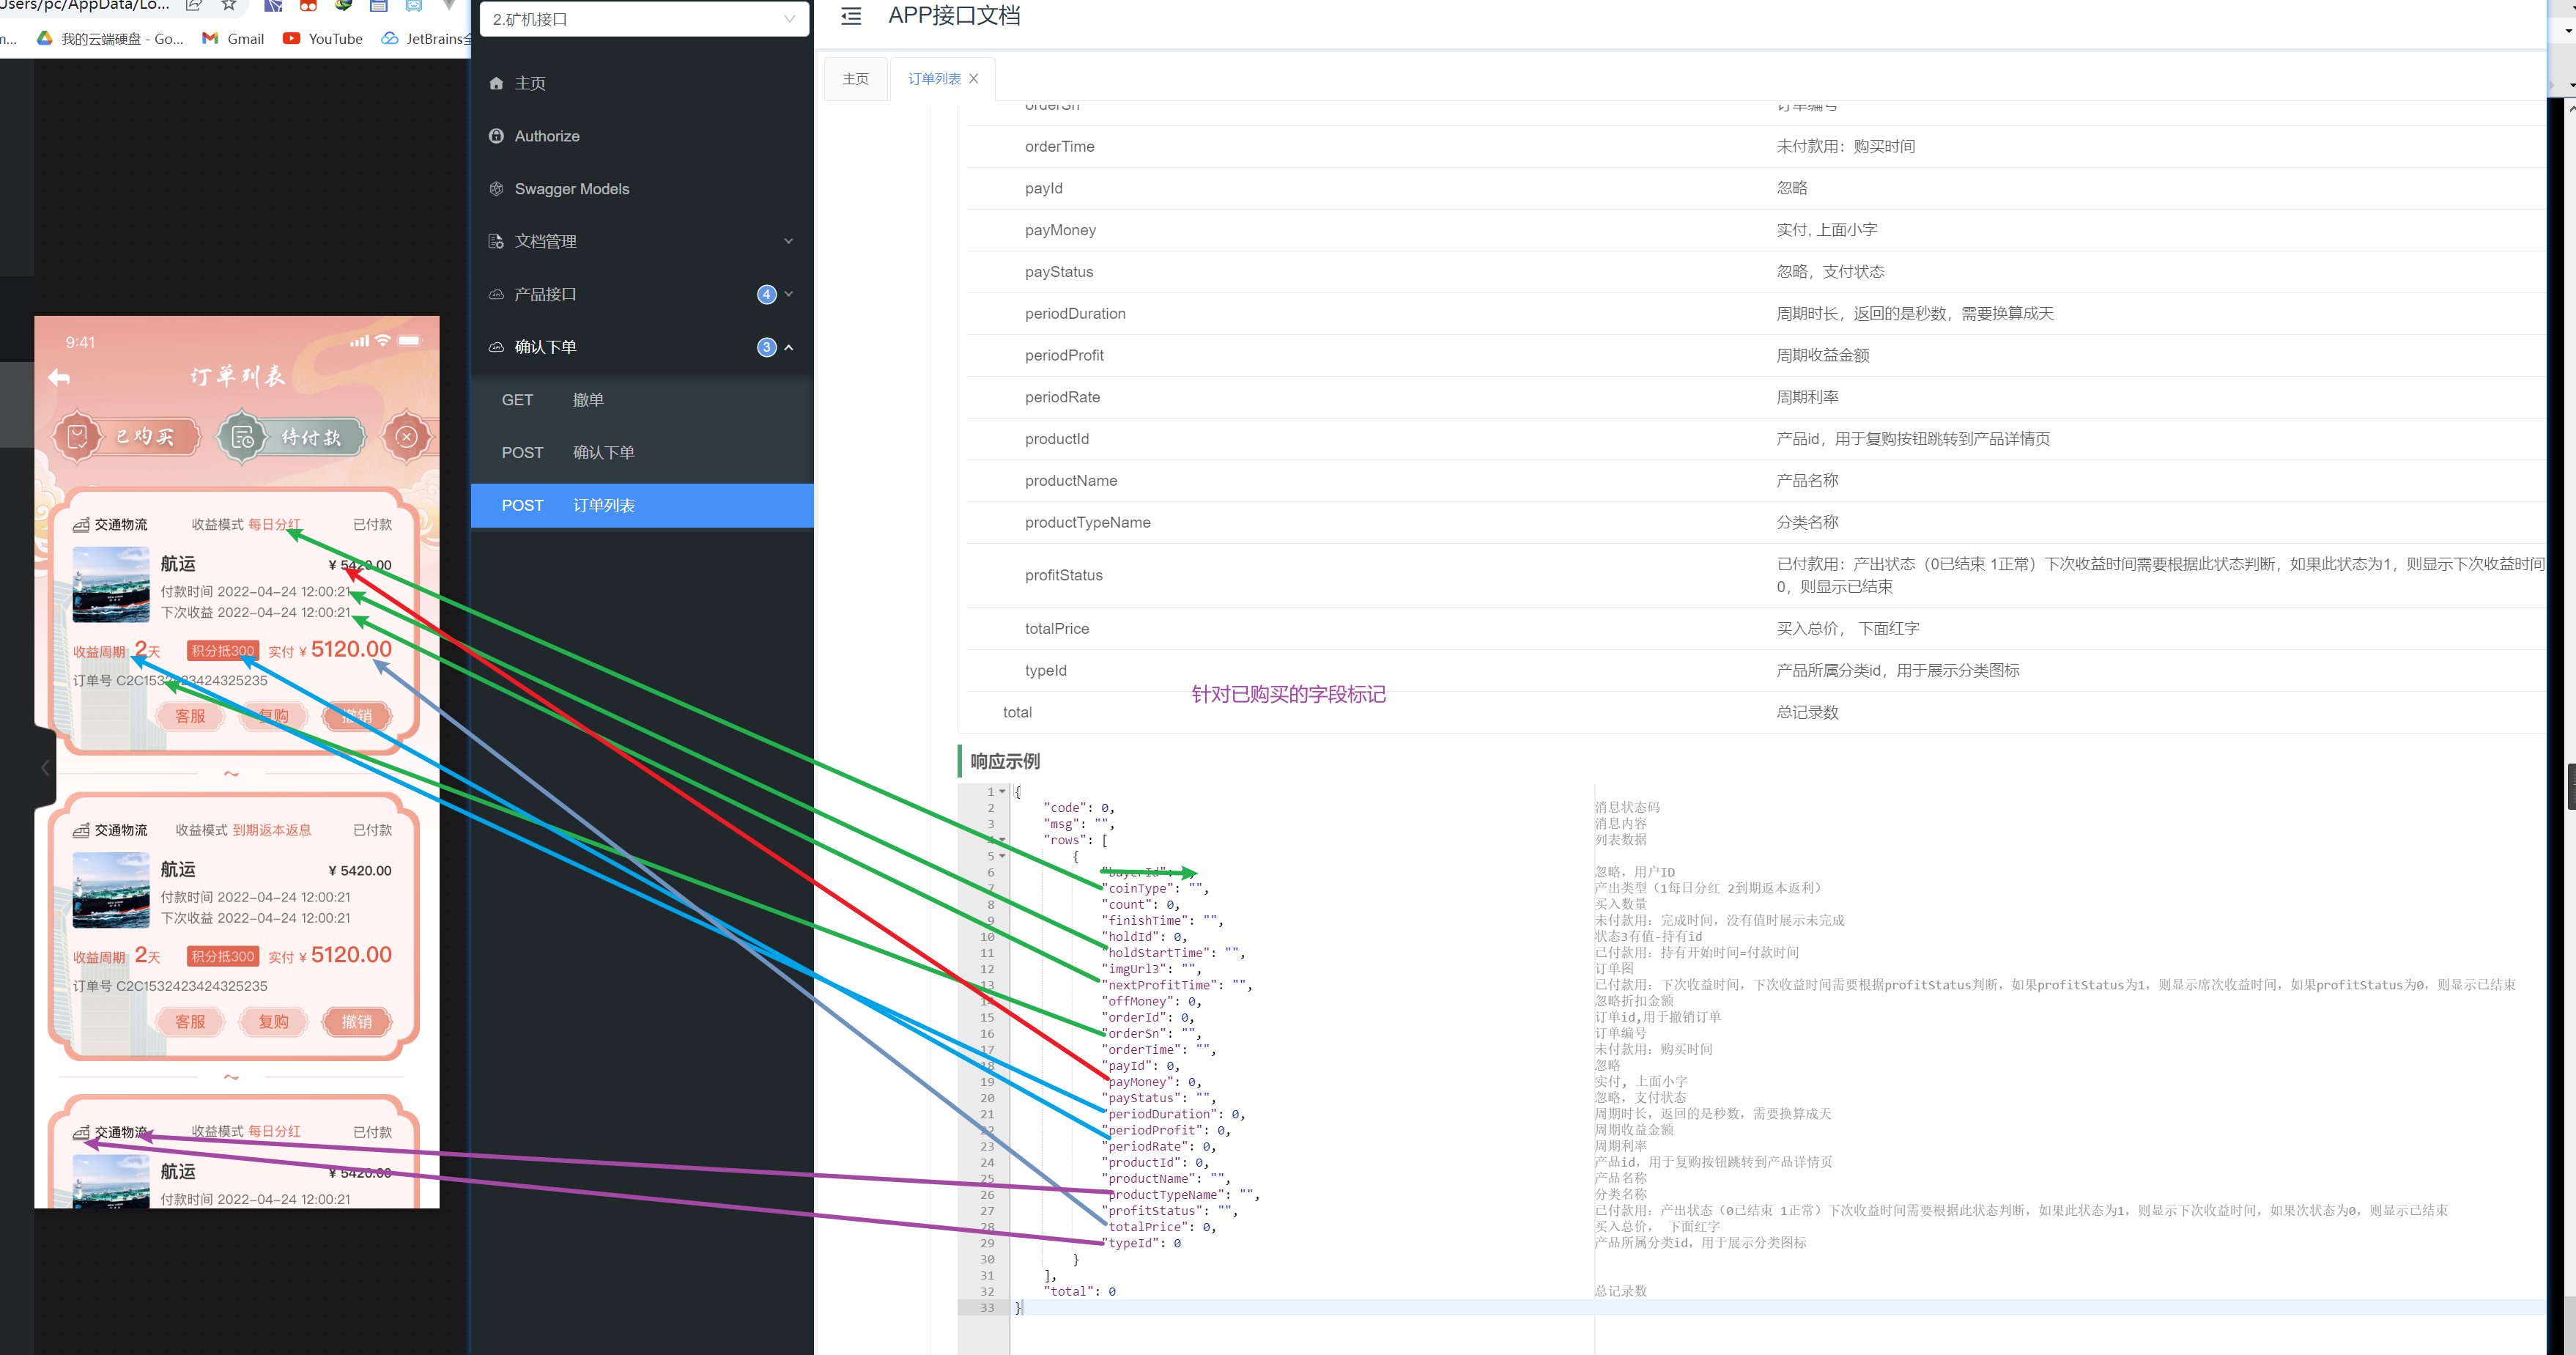 Users/pc/AppData/Lo...
我的云端硬盘 - Go...
Gmail
YouTube
JetBrains全
9:41
订单列表
已购买
待付款
交通物流
收益模式 每日分红
已付款
航运
¥ 5420.00
付款时间 2022-04-24 12:00:21
下次收益 2022-04-24 12:00:21
收益周期 2天
积分抵300
实付 ¥ 5120.00
订单号 C2C1532423424325235
客服
复购
撤销
交通物流
收益模式 到期返本返息
已付款
航运
¥ 5420.00
付款时间 2022-04-24 12:00:21
下次收益 2022-04-24 12:00:21
收益周期 2天
积分抵300
实付 ¥ 5120.00
订单号 C2C1532423424325235
客服
复购
撤销
交通物流
收益模式 每日分红
已付款
航运
¥ 5420.00
付款时间 2022-04-24 12:00:21
2.矿机接口
主页
Authorize
Swagger Models
文档管理
产品接口
4
确认下单
3
GET 撤单
POST 确认下单
POST 订单列表
APP接口文档
主页
订单列表
orderSn 订单编号
orderTime 未付款用：购买时间
payId 忽略
payMoney 实付, 上面小字
payStatus 忽略，支付状态
periodDuration 周期时长，返回的是秒数，需要换算成天
periodProfit 周期收益金额
periodRate 周期利率
productId 产品id，用于复购按钮跳转到产品详情页
productName 产品名称
productTypeName 分类名称
profitStatus 已付款用：产出状态（0已结束 1正常）下次收益时间需要根据此状态判断，如果此状态为1，则显示下次收益时间
0，则显示已结束
totalPrice 买入总价， 下面红字
typeId 产品所属分类id，用于展示分类图标
针对已购买的字段标记
total 总记录数
响应示例
1 {
2 "code": 0, 消息状态码
3 "msg": "", 消息内容
4 "rows": [ 列表数据
5 {
6 "buyerId": 0, 忽略，用户ID
7 "coinType": "", 产出类型（1每日分红 2到期返本返利）
8 "count": 0, 买入数量
9 "finishTime": "", 未付款用：完成时间，没有值时展示未完成
10 "holdId": 0, 状态3有值-持有id
11 "holdStartTime": "", 已付款用：持有开始时间=付款时间
12 "imgUrl3": "", 订单图
13 "nextProfitTime": "", 已付款用：下次收益时间，下次收益时间需要根据profitStatus判断，如果profitStatus为1，则显示席次收益时间，如果profitStatus为0，则显示已结束
14 "offMoney": 0, 忽略折扣金额
15 "orderId": 0, 订单id,用于撤销订单
16 "orderSn": "", 订单编号
17 "orderTime": "", 未付款用：购买时间
18 "payId": 0, 忽略
19 "payMoney": 0, 实付, 上面小字
20 "payStatus": "", 忽略，支付状态
21 "periodDuration": 0, 周期时长，返回的是秒数，需要换算成天
22 "periodProfit": 0, 周期收益金额
23 "periodRate": 0, 周期利率
24 "productId": 0, 产品id，用于复购按钮跳转到产品详情页
25 "productName": "", 产品名称
26 "productTypeName": "", 分类名称
27 "profitStatus": "", 已付款用：产出状态（0已结束 1正常）下次收益时间需要根据此状态判断，如果此状态为1，则显示下次收益时间，如果次状态为0，则显示已结束
28 "totalPrice": 0, 买入总价， 下面红字
29 "typeId": 0 产品所属分类id，用于展示分类图标
30 }
31 ],
32 "total": 0 总记录数
33 }